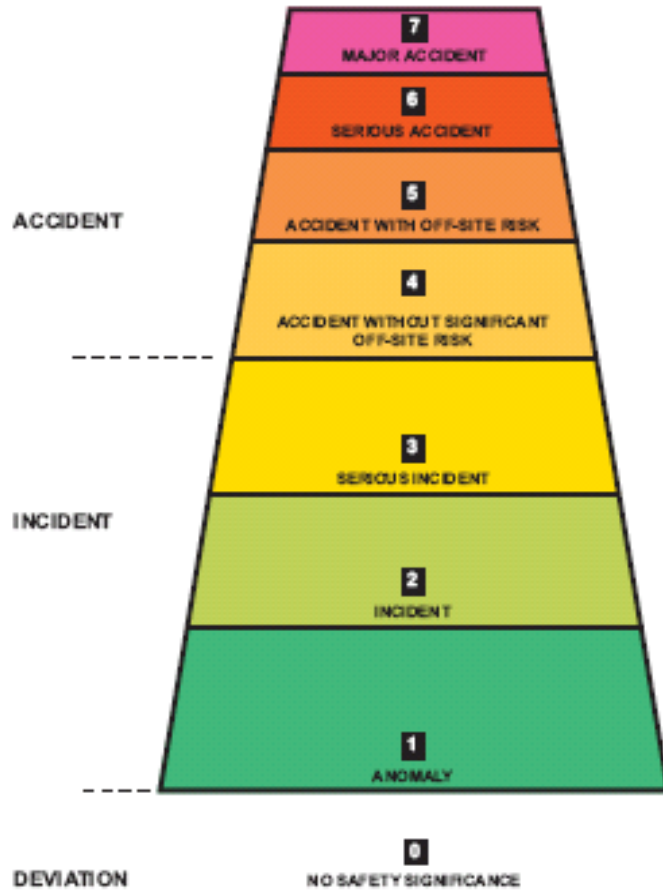 7
MAJOR ACCIDENT
6
SERIOUS ACCIDENT
5
ACCIDENT
ACCIDENT WITH OFF-SITE RISK
4
ACCIDENT WITHOUT SIGNIFICANT
OFF-SITE RISK
3
SERIOUS INCIDENT
INCIDENT
2
INCIDENT
1
ANOMALY
0
DEVIATION
NO SAFETY SIGNIFICANCE